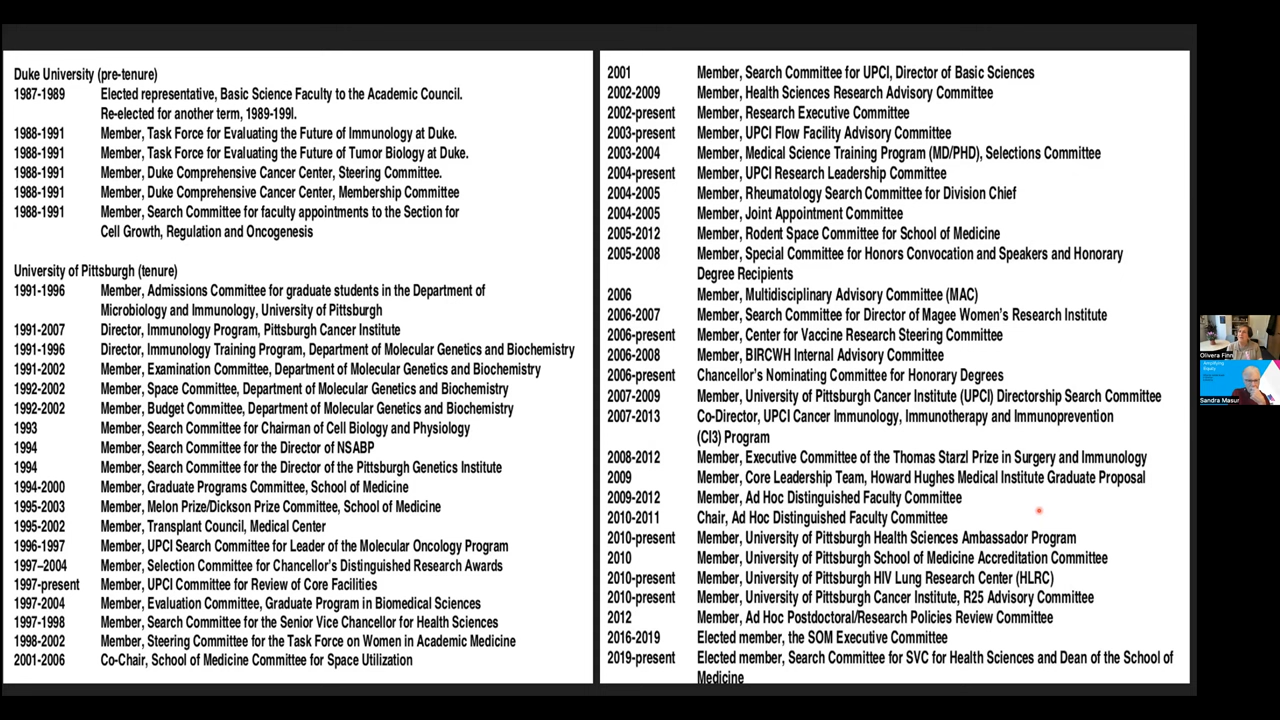 Duke University (pre-tenure)
1987-1989 Elected representative, Basic Science Faculty to the Academic Council.
Re-elected for another term, 1989-199l.
1988-1991 Member, Task Force for Evaluating the Future of Immunology at Duke.
1988-1991 Member, Task Force for Evaluating the Future of Tumor Biology at Duke.
1988-1991 Member, Duke Comprehensive Cancer Center, Steering Committee.
1988-1991 Member, Duke Comprehensive Cancer Center, Membership Committee
1988-1991 Member, Search Committee for faculty appointments to the Section for
Cell Growth, Regulation and Oncogenesis
University of Pittsburgh (tenure)
1991-1996 Member, Admissions Committee for graduate students in the Department of
Microbiology and Immunology, University of Pittsburgh
1991-2007 Director, Immunology Program, Pittsburgh Cancer Institute
1991-1996 Director, Immunology Training Program, Department of Molecular Genetics and Biochemistry
1991-2002 Member, Examination Committee, Department of Molecular Genetics and Biochemistry
1992-2002 Member, Space Committee, Department of Molecular Genetics and Biochemistry
1992-2002 Member, Budget Committee, Department of Molecular Genetics and Biochemistry
1993 Member, Search Committee for Chairman of Cell Biology and Physiology
1994 Member, Search Committee for the Director of NSABP
1994 Member, Search Committee for the Director of the Pittsburgh Genetics Institute
1994-2000 Member, Graduate Programs Committee, School of Medicine
1995-2003 Member, Melon Prize/Dickson Prize Committee, School of Medicine
1995-2002 Member, Transplant Council, Medical Center
1996-1997 Member, UPCI Search Committee for Leader of the Molecular Oncology Program
1997–2004 Member, Selection Committee for Chancellor's Distinguished Research Awards
1997-present Member, UPCI Committee for Review of Core Facilities
1997-2004 Member, Evaluation Committee, Graduate Program in Biomedical Sciences
1997-1998 Member, Search Committee for the Senior Vice Chancellor for Health Sciences
1998-2002 Member, Steering Committee for the Task Force on Women in Academic Medicine
2001-2006 Co-Chair, School of Medicine Committee for Space Utilization
2001 Member, Search Committee for UPCI, Director of Basic Sciences
2002-2009 Member, Health Sciences Research Advisory Committee
2002-present Member, Research Executive Committee
2003-present Member, UPCI Flow Facility Advisory Committee
2003-2004 Member, Medical Science Training Program (MD/PHD), Selections Committee
2004-present Member, UPCI Research Leadership Committee
2004-2005 Member, Rheumatology Search Committee for Division Chief
2004-2005 Member, Joint Appointment Committee
2005-2012 Member, Rodent Space Committee for School of Medicine
2005-2008 Member, Special Committee for Honors Convocation and Speakers and Honorary
Degree Recipients
2006 Member, Multidisciplinary Advisory Committee (MAC)
2006-2007 Member, Search Committee for Director of Magee Women's Research Institute
2006-present Member, Center for Vaccine Research Steering Committee
2006-2008 Member, BIRCWH Internal Advisory Committee
2006-present Chancellor's Nominating Committee for Honorary Degrees
2007-2009 Member, University of Pittsburgh Cancer Institute (UPCI) Directorship Search Committee
2007-2013 Co-Director, UPCI Cancer Immunology, Immunotherapy and Immunoprevention
(CI3) Program
2008-2012 Member, Executive Committee of the Thomas Starzl Prize in Surgery and Immunology
2009 Member, Core Leadership Team, Howard Hughes Medical Institute Graduate Proposal
2009-2012 Member, Ad Hoc Distinguished Faculty Committee
2010-2011 Chair, Ad Hoc Distinguished Faculty Committee
2010-present Member, University of Pittsburgh Health Sciences Ambassador Program
2010 Member, University of Pittsburgh School of Medicine Accreditation Committee
2010-present Member, University of Pittsburgh HIV Lung Research Center (HLRC)
2010-present Member, University of Pittsburgh Cancer Institute, R25 Advisory Committee
2012 Member, Ad Hoc Postdoctoral/Research Policies Review Committee
2016-2019 Elected member, the SOM Executive Committee
2019-present Elected member, Search Committee for SVC for Health Sciences and Dean of the School of
Medicine
Olivera Finn
Amplifying
Equity
Sandra Masur